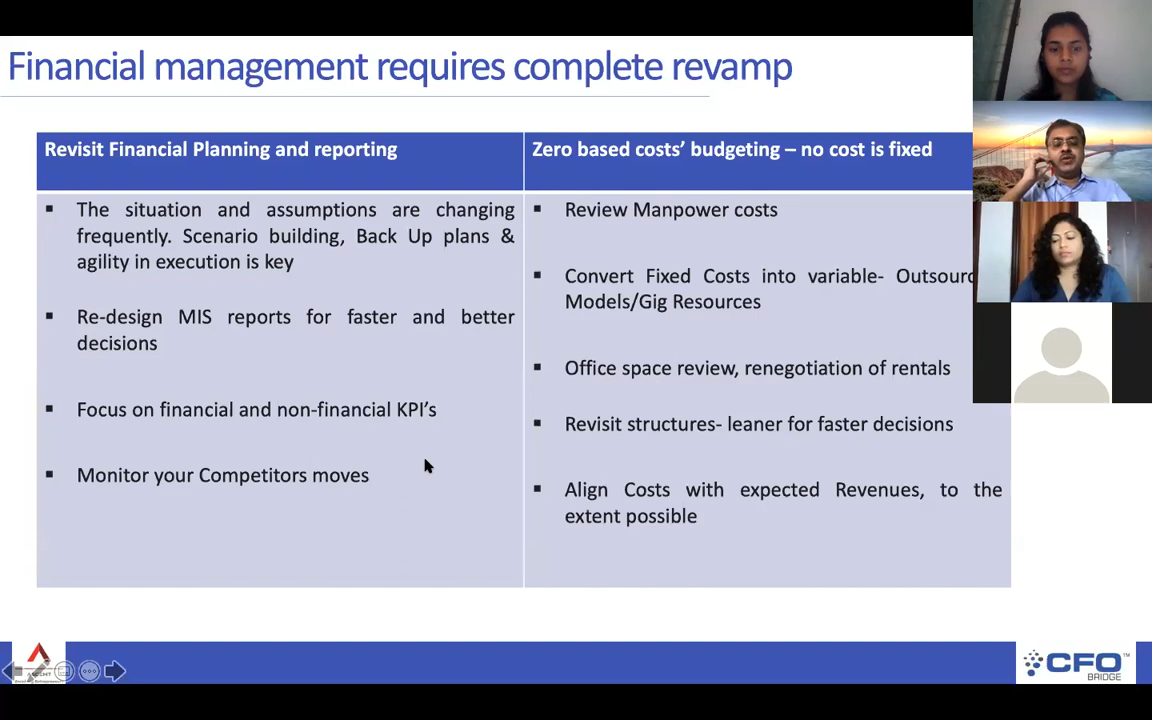 Financial management requires complete revamp
Revisit Financial Planning and reporting
▪ The situation and assumptions are changing
frequently. Scenario building, Back Up plans &
agility in execution is key
▪ Re-design MIS reports for faster and better
decisions
▪ Focus on financial and non-financial KPI's
▪ Monitor your Competitors moves
Zero based costs' budgeting – no cost is fixed
▪ Review Manpower costs
▪ Convert Fixed Costs into variable- Outsourc
Models/Gig Resources
▪ Office space review, renegotiation of rentals
▪ Revisit structures- leaner for faster decisions
▪ Align Costs with expected Revenues, to the
extent possible
CFO™
BRIDGE